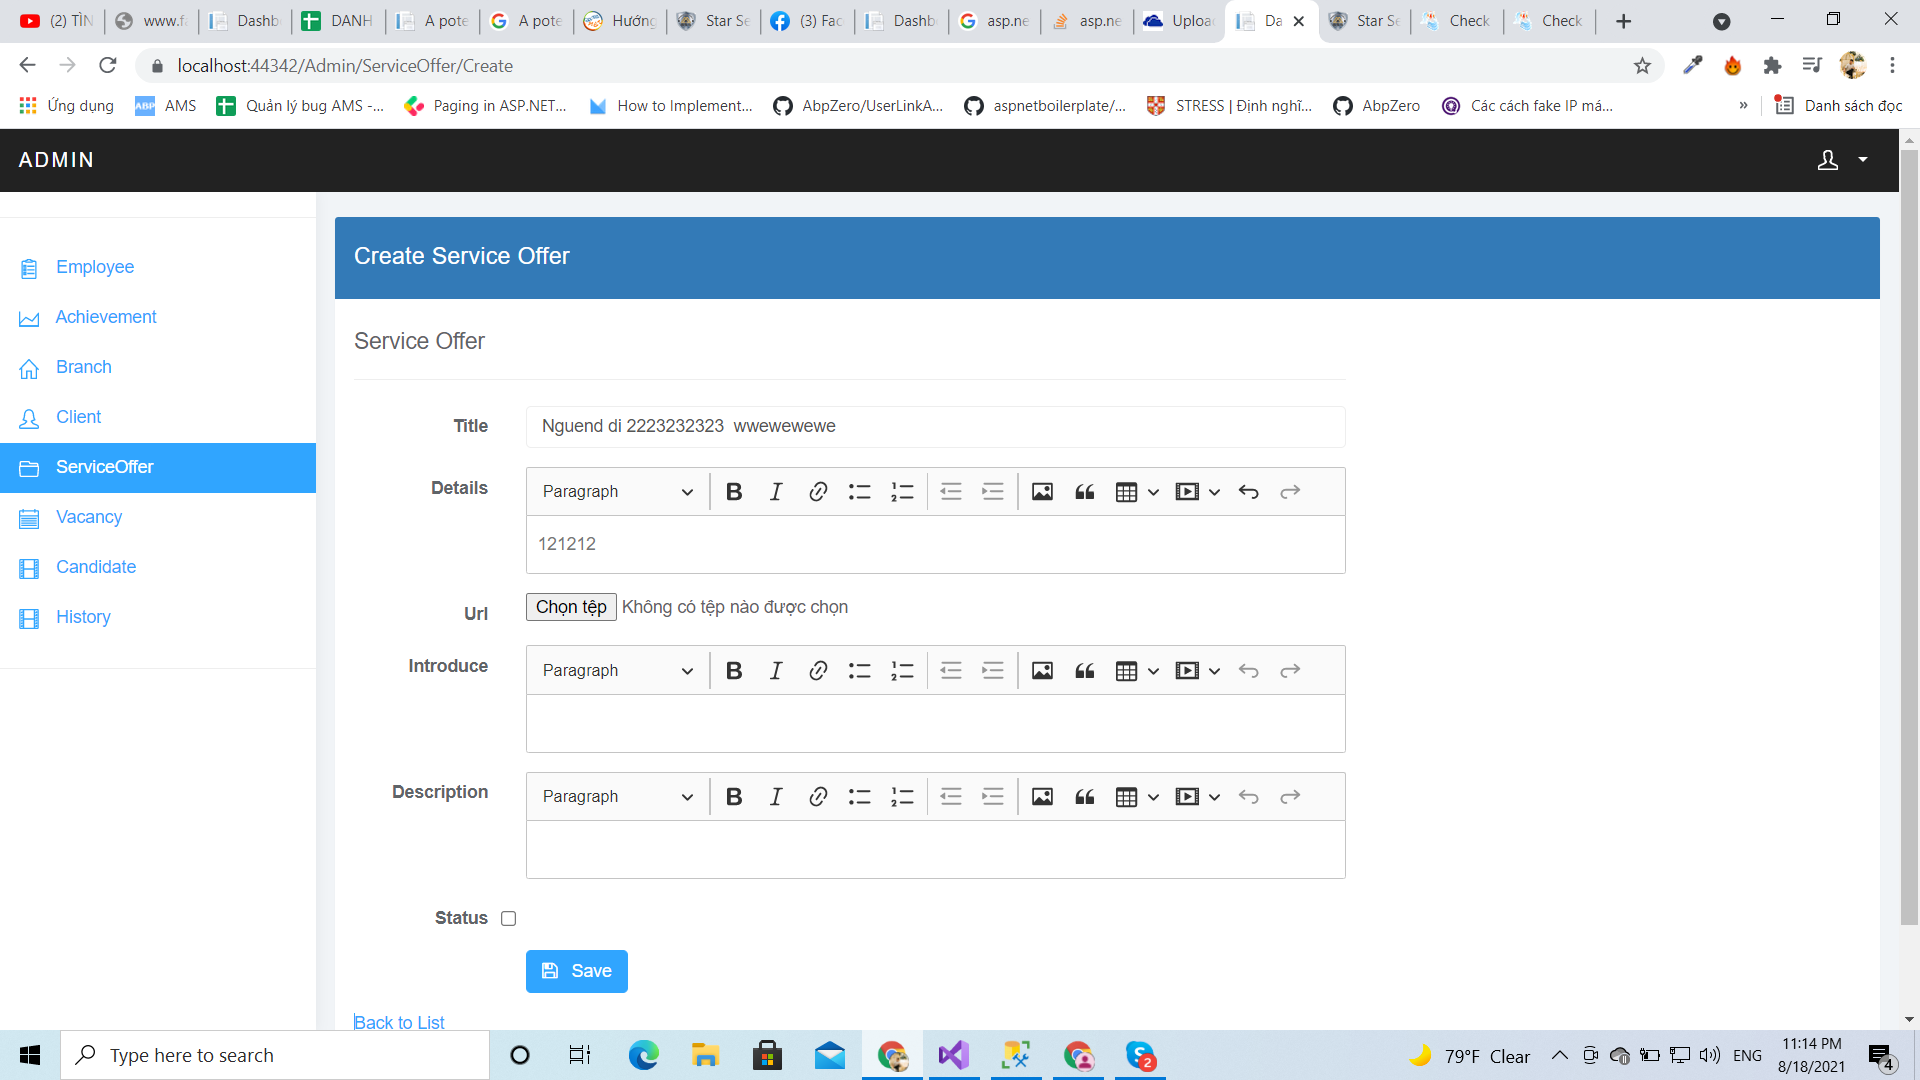 (2) TÌN www.fa Dashb DANH A pote A pote Hướng Star Se (3) Fac Dashb asp.ne asp.ne Uploa Da Star Se Check Check
localhost:44342/Admin/ServiceOffer/Create
Ứng dụng AMS Quản lý bug AMS -... Paging in ASP.NET... How to Implement... AbpZero/UserLinkA... aspnetboilerplate/... STRESS | Định nghĩ... AbpZero Các cách fake IP má... » Danh sách đọc
ADMIN
Create Service Offer
Employee
Achievement
Branch
Client
ServiceOffer
Vacancy
Candidate
History
Service Offer
Title Nguend di 2223232323  wwewewewe
Details Paragraph
121212
Url Chọn tệp Không có tệp nào được chọn
Introduce Paragraph
Description Paragraph
Status
Save
Back to List
Type here to search 2 79°F Clear ENG 11:14 PM 4
8/18/2021